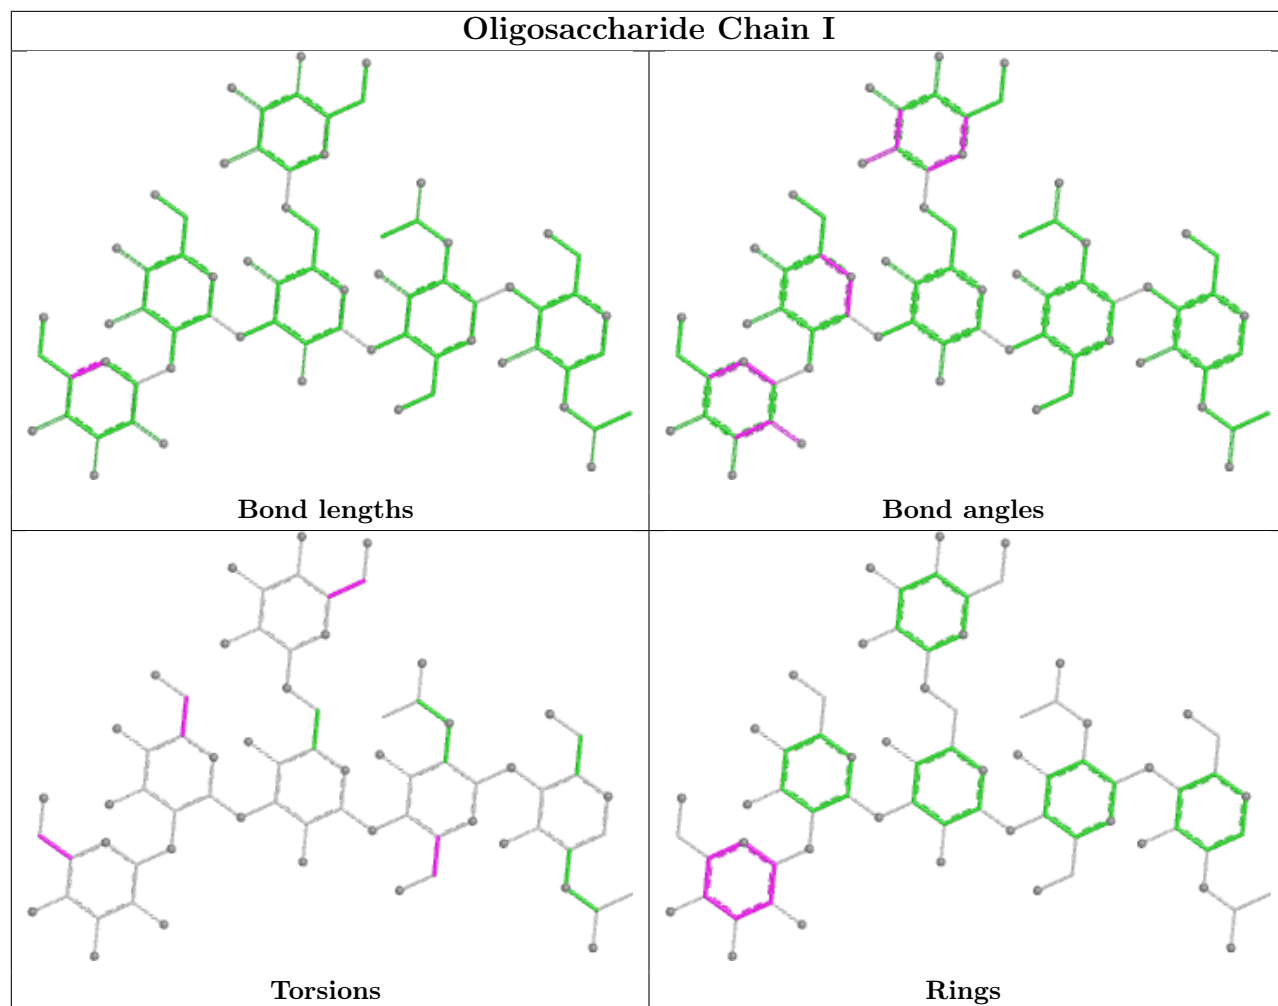 Oligosaccharide Chain I
Bond lengths
Bond angles
Torsions
Rings